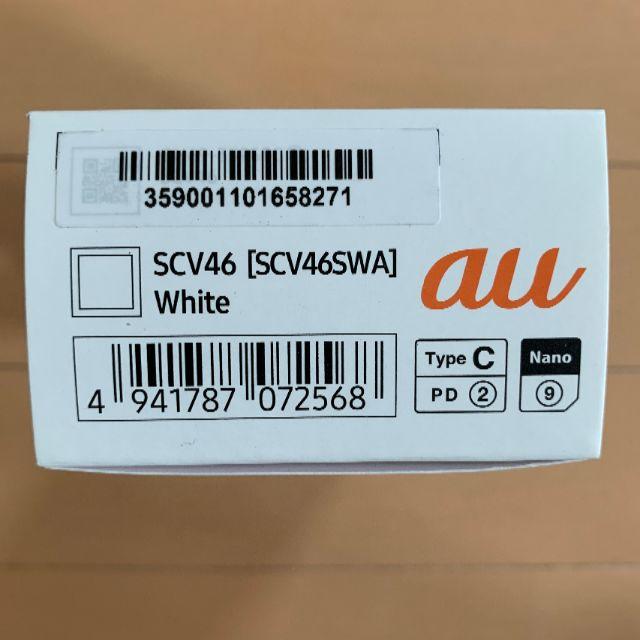 359001101658271
SCV46 [SCV46SWA]
White
au
4 941787 072568
Type C
PD ②
Nano
⑨